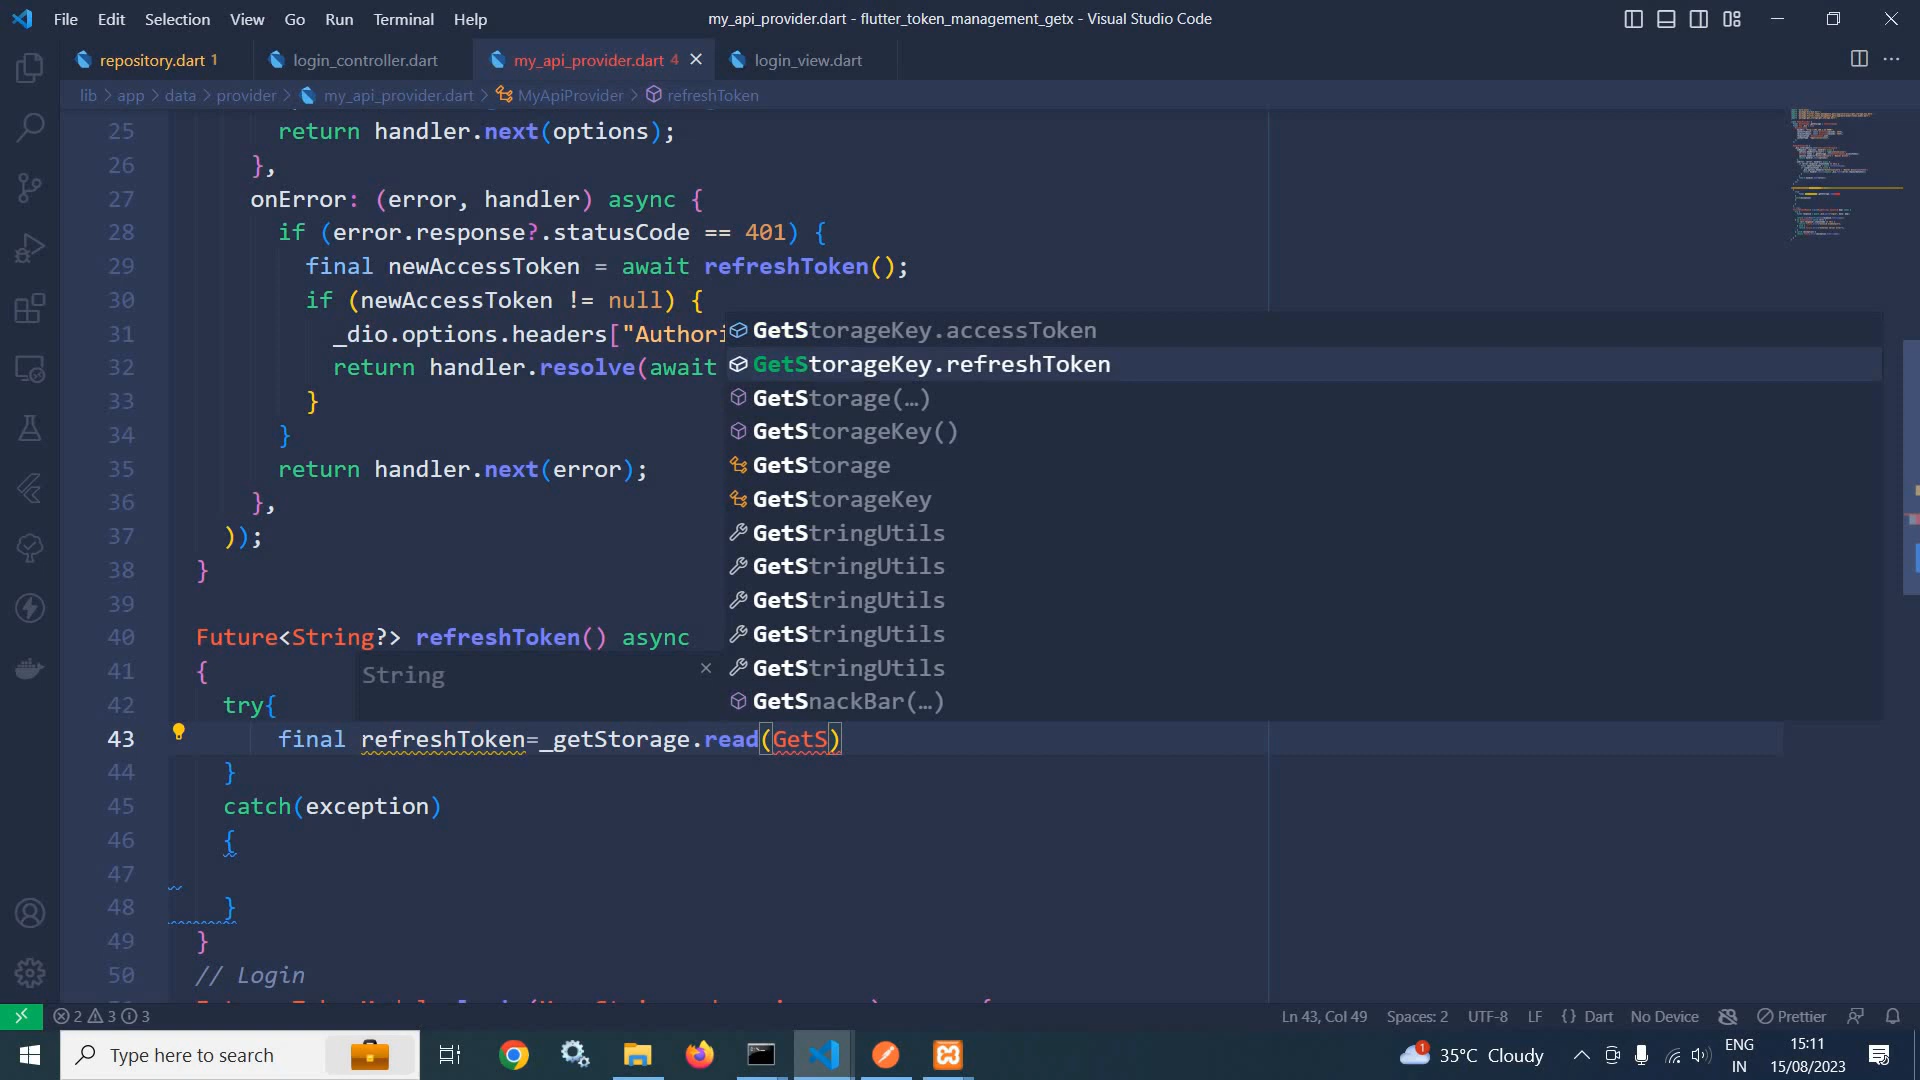 File Edit Selection View Go Run Terminal Help
my_api_provider.dart - flutter_token_management_getx - Visual Studio Code
repository.dart 1
login_controller.dart
my_api_provider.dart 4
login_view.dart
lib > app > data > provider > my_api_provider.dart > MyApiProvider > refreshToken
25 return handler.next(options);
26 },
27 onError: (error, handler) async {
28 if (error.response?.statusCode == 401) {
29 final newAccessToken = await refreshToken();
30 if (newAccessToken != null) {
31 _dio.options.headers["Authori
32 return handler.resolve(await
33 }
34 }
35 return handler.next(error);
36 },
37 ));
38 }
39
40 Future<String?> refreshToken() async
41 {
42 try{
43 final refreshToken=_getStorage.read(GetS)
44 }
45 catch(exception)
46 {
47
48 }
49 }
50 // Login
GetStorageKey.accessToken
GetStorageKey.refreshToken
GetStorage(…)
GetStorageKey()
GetStorage
GetStorageKey
GetStringUtils
GetStringUtils
GetStringUtils
GetStringUtils
GetStringUtils
GetSnackBar(…)
String
2 3 3
Ln 43, Col 49 Spaces: 2 UTF-8 LF {} Dart No Device Prettier
Type here to search
1 35°C Cloudy
ENG
IN
15:11
15/08/2023